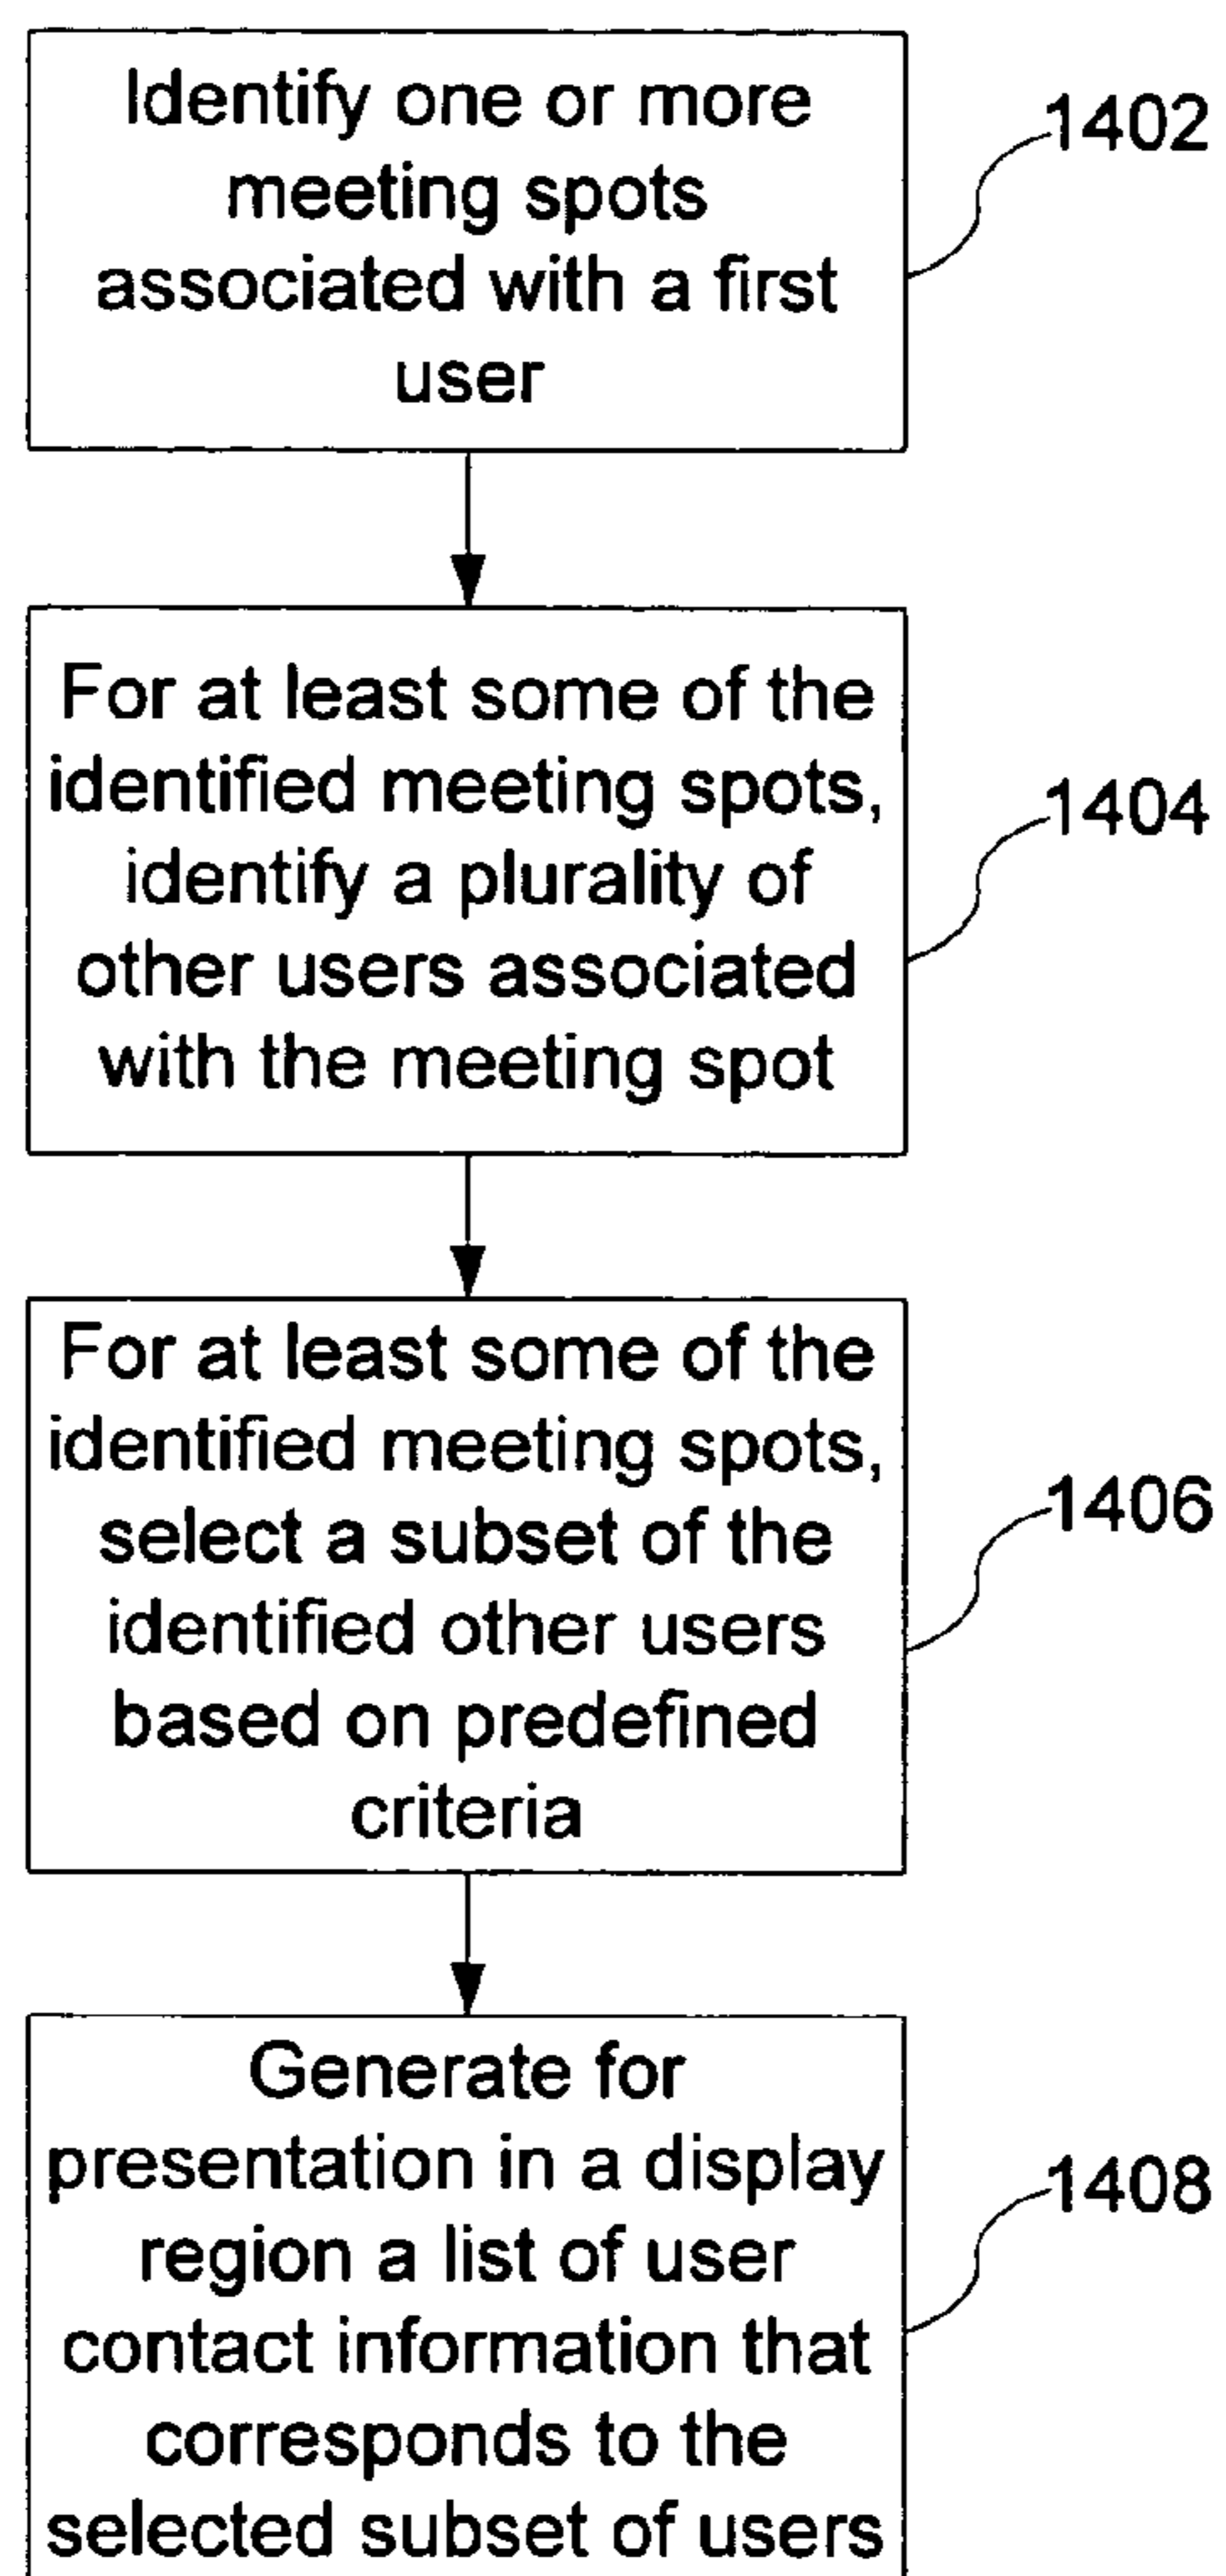 Identify one or more
meeting spots
associated with a first
user
1402
For at least some of the
identified meeting spots,
identify a plurality of
other users associated
with the meeting spot
1404
For at least some of the
identified meeting spots,
select a subset of the
identified other users
based on predefined
criteria
1406
Generate for
presentation in a display
region a list of user
contact information that
corresponds to the
selected subset of users
1408